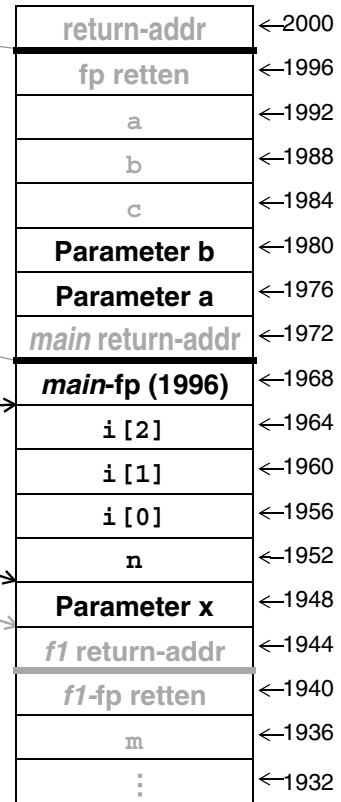 return-addr ←2000
fp retten ←1996
a ←1992
b ←1988
c ←1984
Parameter b ←1980
Parameter a ←1976
main return-addr ←1972
main-fp (1996) ←1968
i[2] ←1964
i[1] ←1960
i[0] ←1956
n ←1952
Parameter x ←1948
f1 return-addr ←1944
f1-fp retten ←1940
m ←1936
⋮ ←1932